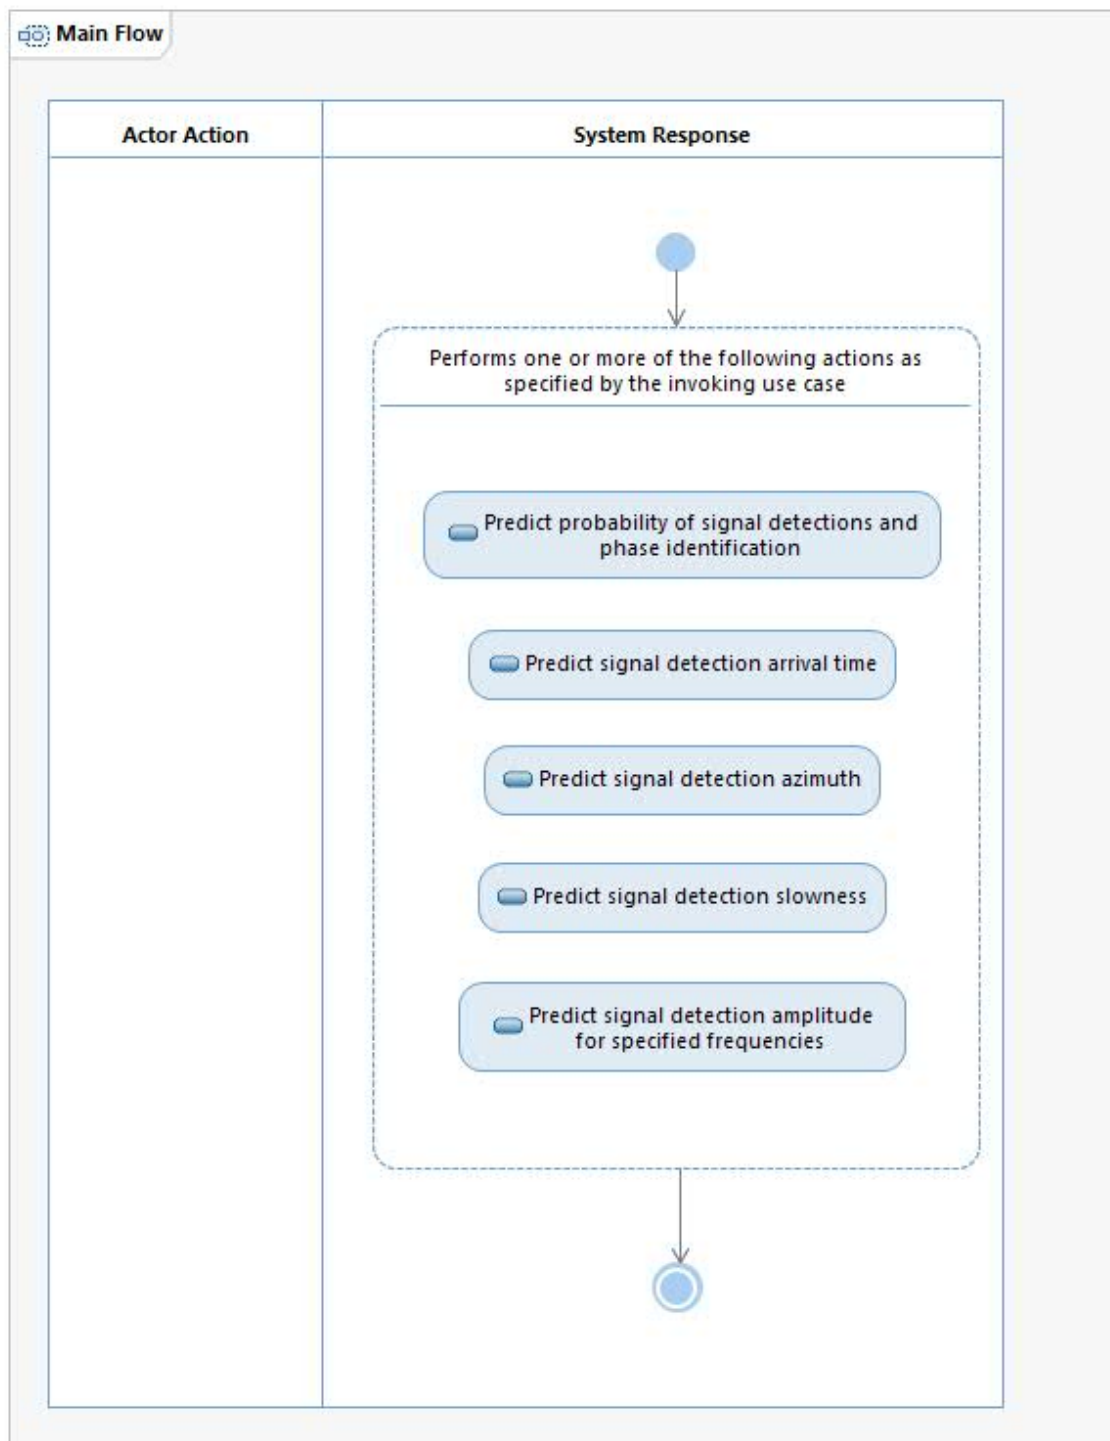 Main Flow
Actor Action
System Response
Performs one or more of the following actions as
specified by the invoking use case
Predict probability of signal detections and
phase identification
Predict signal detection arrival time
Predict signal detection azimuth
Predict signal detection slowness
Predict signal detection amplitude
for specified frequencies